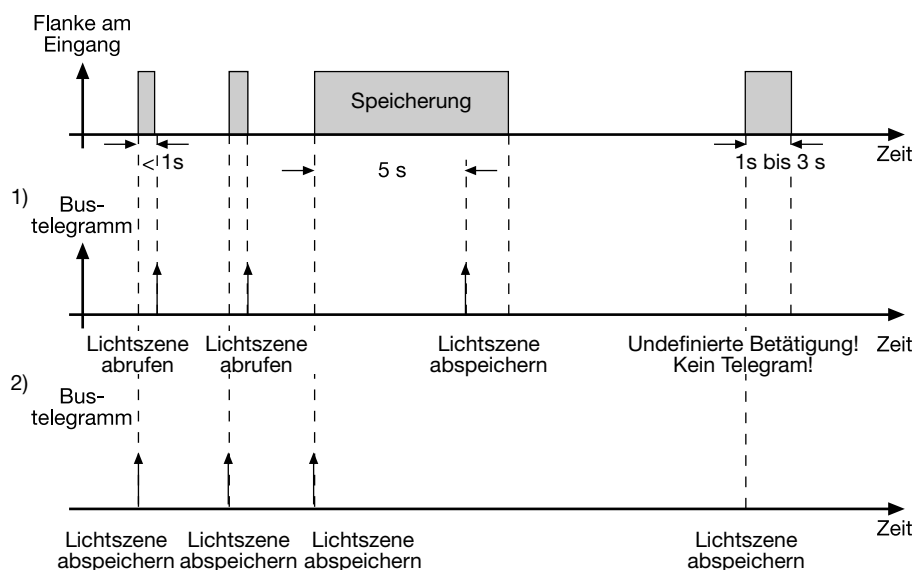 Flanke am
Eingang
Speicherung
Zeit
< 1s
5 s
1s bis 3 s
1)
Bus-
telegramm
Zeit
Lichtszene
abrufen
Lichtszene
abrufen
Lichtszene
abspeichern
Undefinierte Betätigung!
Kein Telegram!
2)
Bus-
telegramm
Zeit
Lichtszene
abspeichern
Lichtszene
abspeichern
Lichtszene
abspeichern
Lichtszene
abspeichern